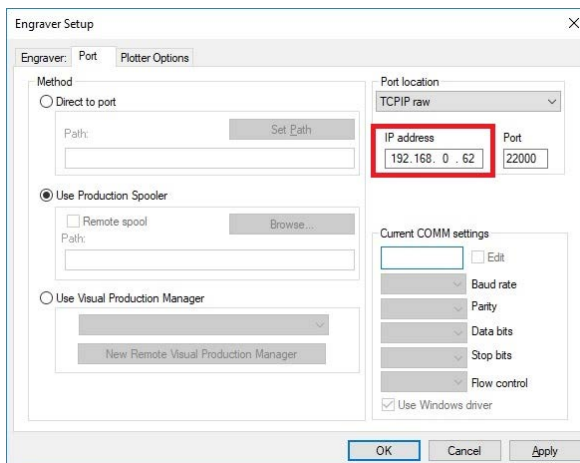 Engraver Setup
Engraver: Port Plotter Options
Method
Direct to port
Path:
Set Path
Use Production Spooler
Remote spool
Browse...
Path:
Use Visual Production Manager
New Remote Visual Production Manager
Port location
TCPIP raw
IP address
Port
192.168. 0 . 62
22000
Current COMM settings
Edit
Baud rate
Parity
Data bits
Stop bits
Flow control
Use Windows driver
OK Cancel Apply